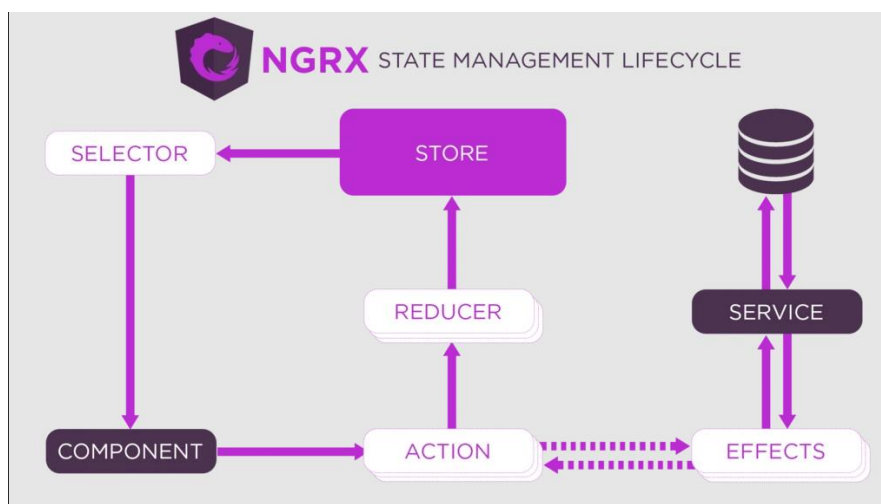 NGRX STATE MANAGEMENT LIFECYCLE
SELECTOR
STORE
REDUCER
SERVICE
COMPONENT
ACTION
EFFECTS